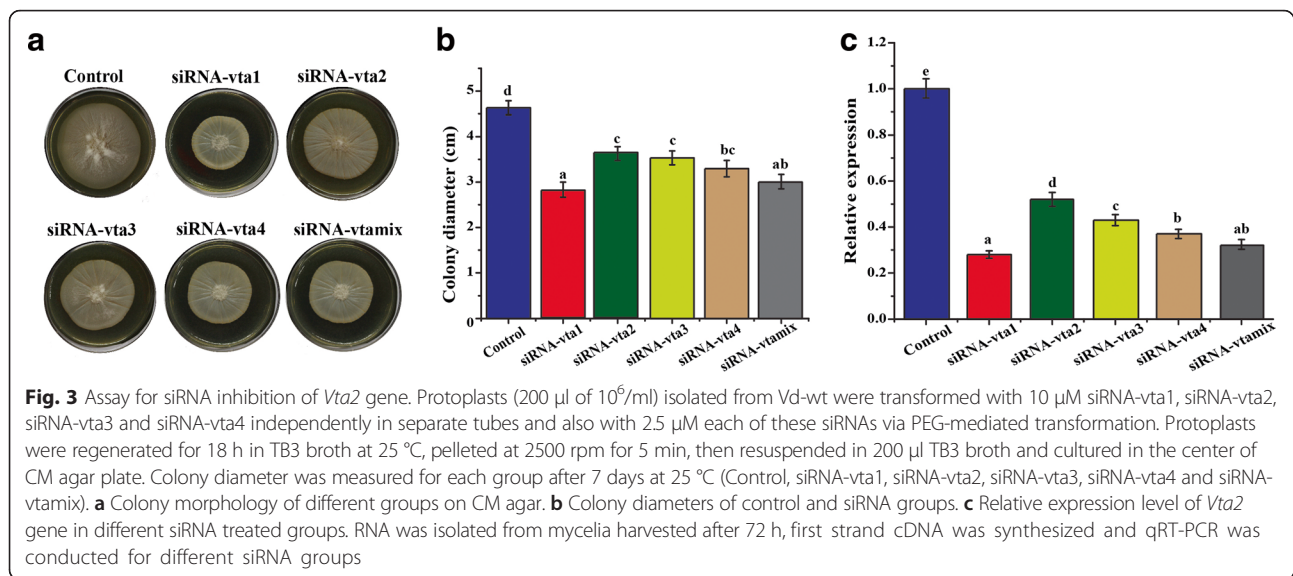 a
Control
siRNA-vta1
siRNA-vta2
siRNA-vta3
siRNA-vta4
siRNA-vtamix
b
Colony diameter (cm)
5
4
3
2
1
0
d
a
c
c
bc
ab
Control
siRNA-vta1
siRNA-vta2
siRNA-vta3
siRNA-vta4
siRNA-vtamix
c
Relative expression
1.2
1.0
0.8
0.6
0.4
0.2
0.0
e
a
d
c
b
ab
Control
siRNA-vta1
siRNA-vta2
siRNA-vta3
siRNA-vta4
siRNA-vtamix
Fig. 3 Assay for siRNA inhibition of Vta2 gene. Protoplasts (200 μl of 10⁶/ml) isolated from Vd-wt were transformed with 10 μM siRNA-vta1, siRNA-vta2,
siRNA-vta3 and siRNA-vta4 independently in separate tubes and also with 2.5 μM each of these siRNAs via PEG-mediated transformation. Protoplasts
were regenerated for 18 h in TB3 broth at 25 °C, pelleted at 2500 rpm for 5 min, then resuspended in 200 μl TB3 broth and cultured in the center of
CM agar plate. Colony diameter was measured for each group after 7 days at 25 °C (Control, siRNA-vta1, siRNA-vta2, siRNA-vta3, siRNA-vta4 and siRNA-
vtamix). a Colony morphology of different groups on CM agar. b Colony diameters of control and siRNA groups. c Relative expression level of Vta2
gene in different siRNA treated groups. RNA was isolated from mycelia harvested after 72 h, first strand cDNA was synthesized and qRT-PCR was
conducted for different siRNA groups